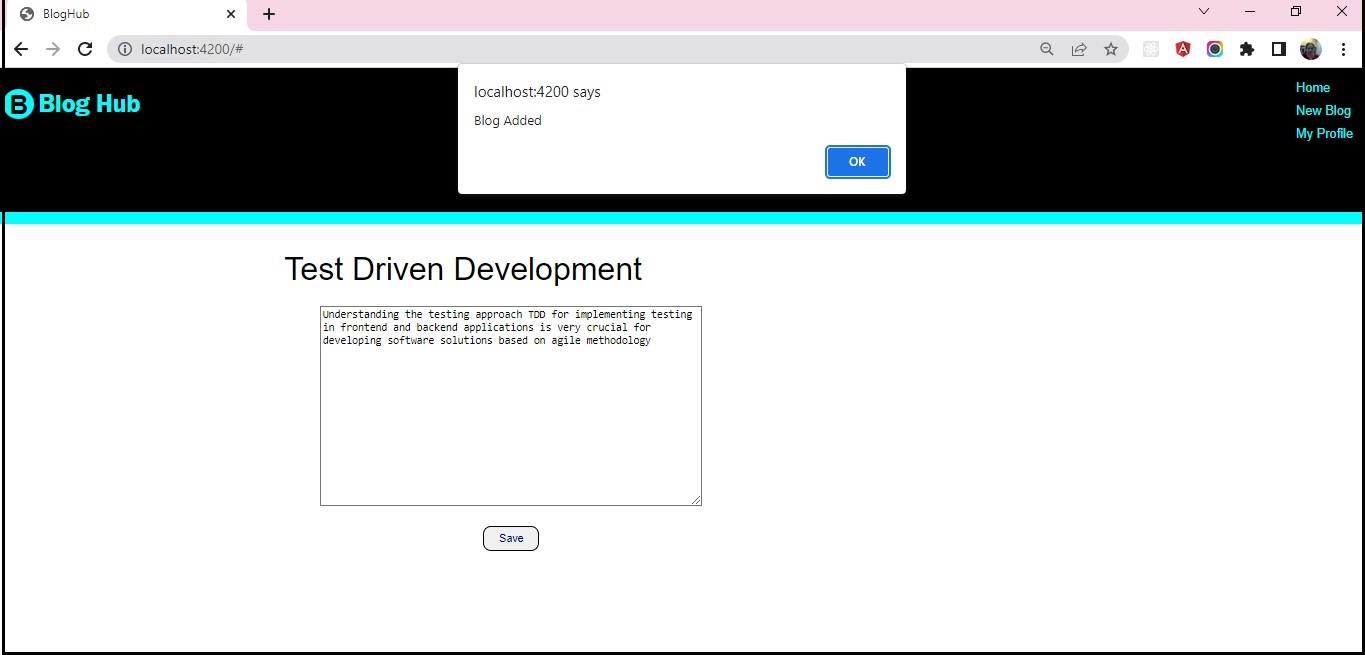 BlogHub
localhost:4200/#
B Blog Hub
localhost:4200 says
Blog Added
OK
Home
New Blog
My Profile
Test Driven Development
Understanding the testing approach TDD for implementing testing
in frontend and backend applications is very crucial for
developing software solutions based on agile methodology
Save